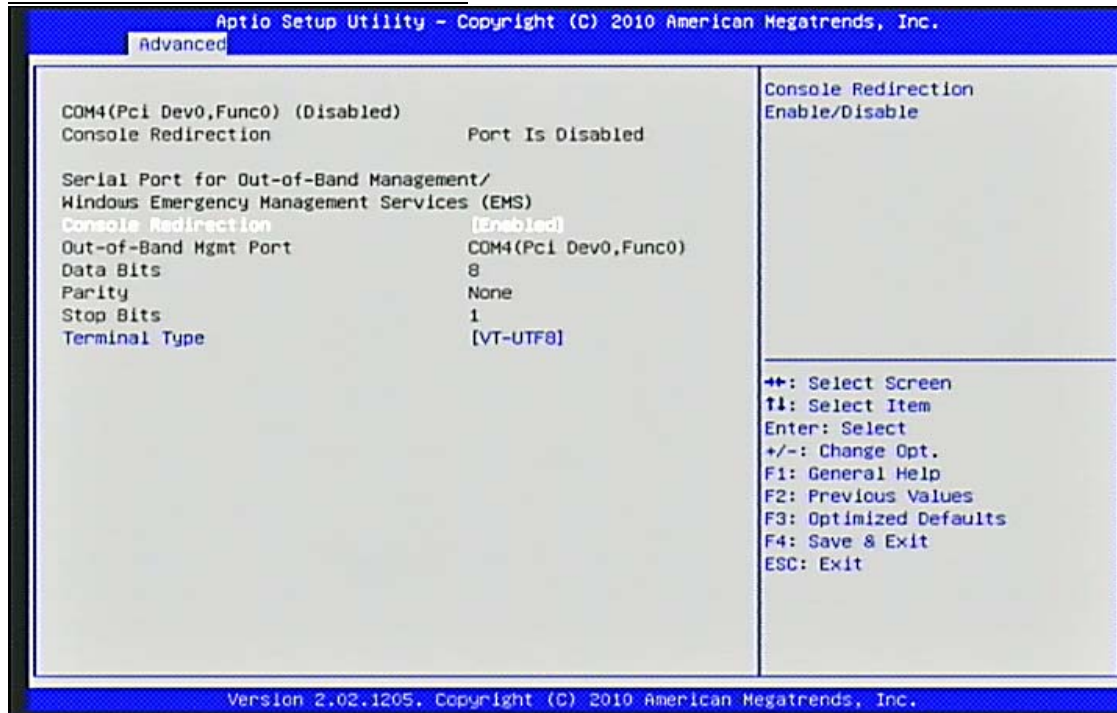 Aptio Setup Utility – Copyright (C) 2010 American Megatrends, Inc.
Advanced
COM4(Pci Dev0,Func0) (Disabled)
Console Redirection Port Is Disabled
Serial Port for Out-of-Band Management/
Windows Emergency Management Services (EMS)
Console Redirection [Enabled]
Out-of-Band Mgmt Port COM4(Pci Dev0,Func0)
Data Bits 8
Parity None
Stop Bits 1
Terminal Type [VT-UTF8]
Console Redirection
Enable/Disable
→←: Select Screen
↑↓: Select Item
Enter: Select
+/-: Change Opt.
F1: General Help
F2: Previous Values
F3: Optimized Defaults
F4: Save & Exit
ESC: Exit
Version 2.02.1205. Copyright (C) 2010 American Megatrends, Inc.